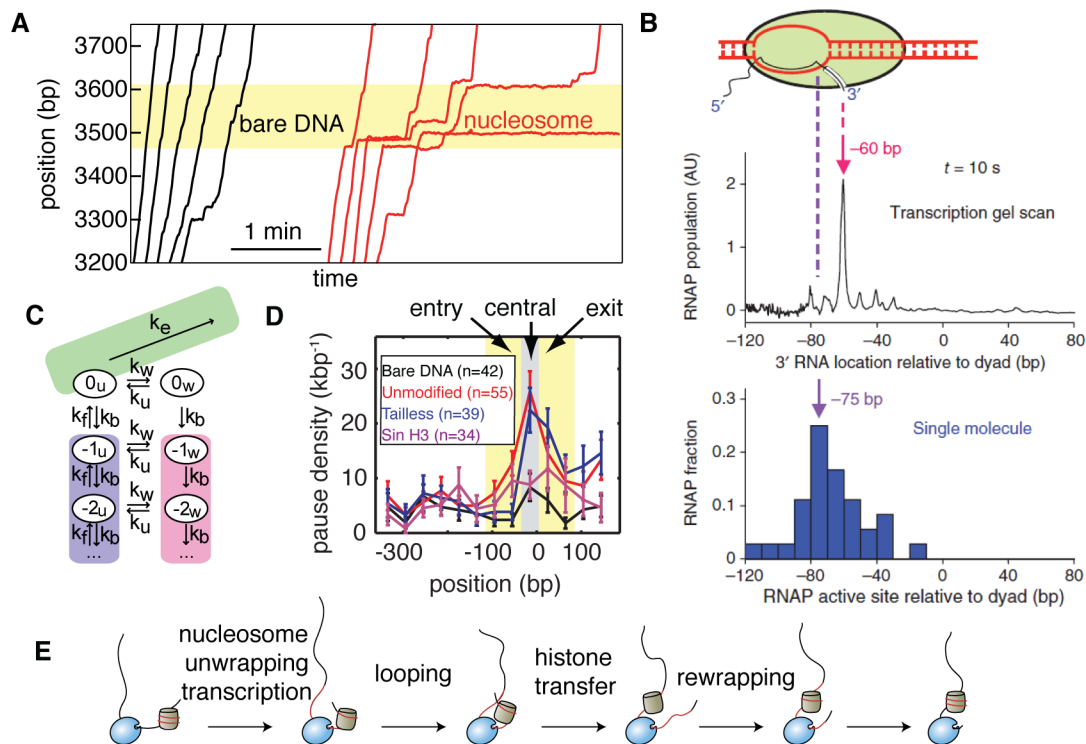 A
position (bp)
3700
3600
3500
3400
3300
3200
bare DNA
nucleosome
1 min
time
B
5′
3′
−60 bp
t = 10 s
Transcription gel scan
RNAP population (AU)
2
1
0
−120 −80 −40 0 40 80
3′ RNA location relative to dyad (bp)
−75 bp
Single molecule
RNAP fraction
0.3
0.2
0.1
0
−120 −80 −40 0 40 80
RNAP active site relative to dyad (bp)
C
ke
0u kw ku 0w
kf kb kb
-1u kw ku -1w
kf kb kb
-2u kw ku -2w
kf kb kb
... ...
D
entry central exit
Bare DNA (n=42)
Unmodified (n=55)
Tailless (n=39)
Sin H3 (n=34)
pause density (kbp-1)
30
20
10
0
-300 -100 0 100
position (bp)
E
nucleosome
unwrapping
transcription
looping
histone
transfer
rewrapping